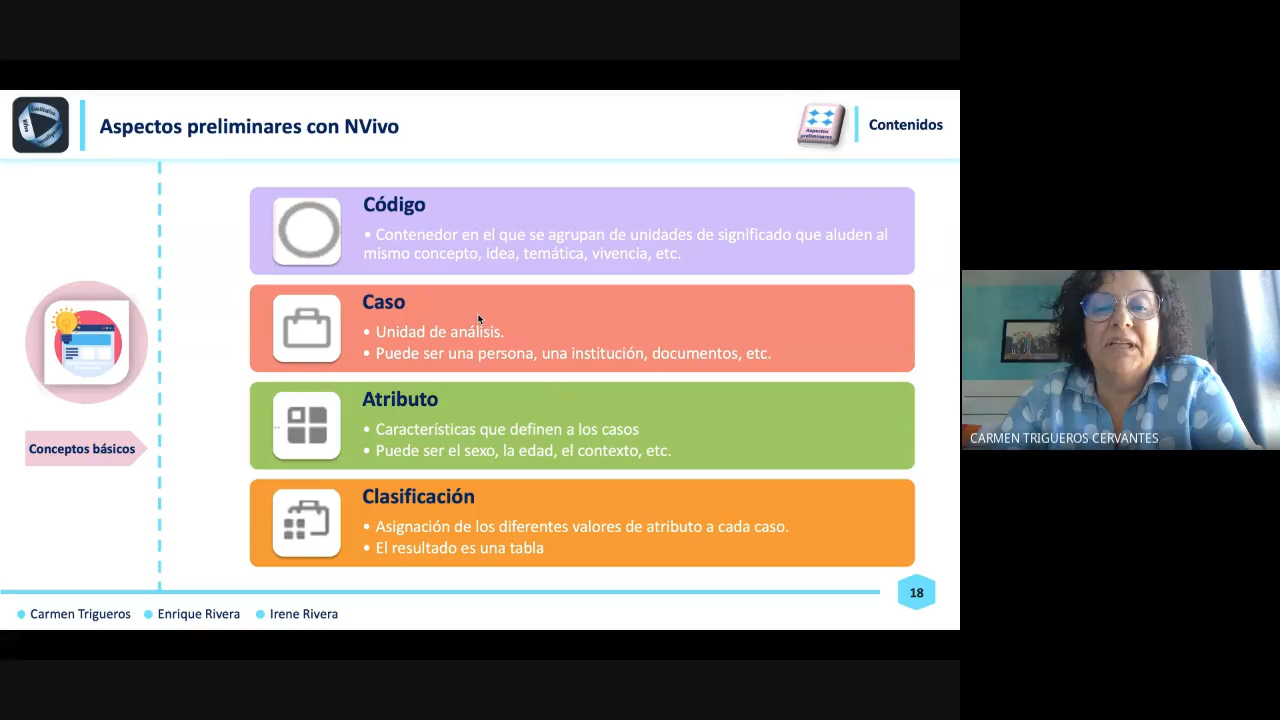 Aspectos preliminares con NVivo
Aspectos
preliminares
Contenidos
Código
• Contenedor en el que se agrupan de unidades de significado que aluden al
mismo concepto, idea, temática, vivencia, etc.
Caso
• Unidad de análisis.
• Puede ser una persona, una institución, documentos, etc.
Atributo
• Características que definen a los casos
• Puede ser el sexo, la edad, el contexto, etc.
Clasificación
• Asignación de los diferentes valores de atributo a cada caso.
• El resultado es una tabla
Conceptos básicos
CARMEN TRIGUEROS CERVANTES
18
Carmen Trigueros
Enrique Rivera
Irene Rivera